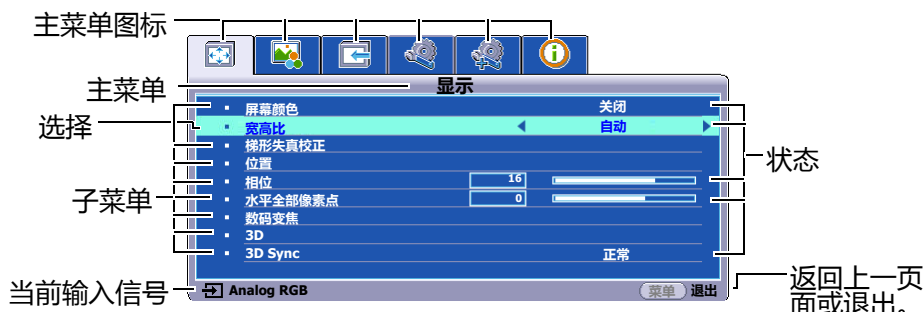 主菜单图标
主菜单
显示
屏幕颜色 关闭
选择
宽高比 自动
梯形失真校正
状态
位置
相位 16
子菜单
水平全部像素点 0
数码变焦
3D
3D Sync 正常
当前输入信号
Analog RGB
菜单 退出
返回上一页
面或退出。